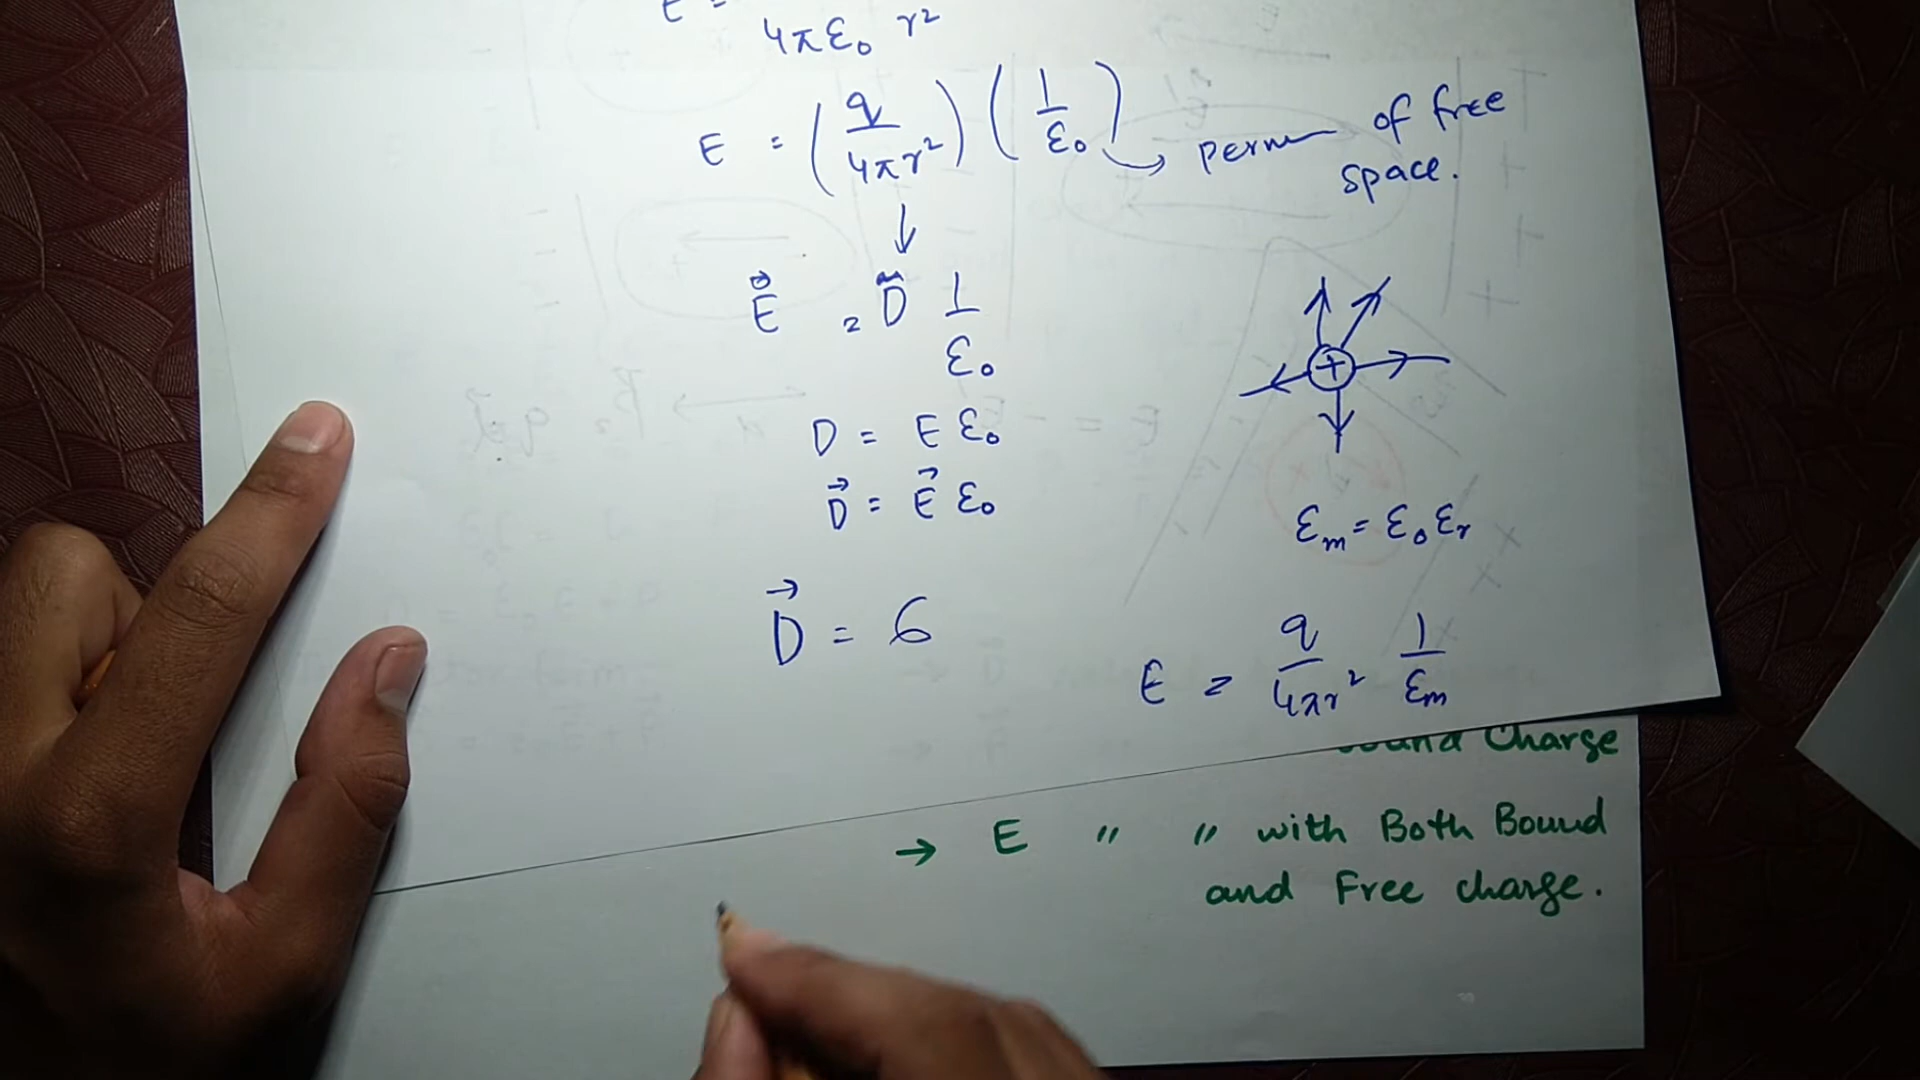 E =
4πε₀ r²
E = (q/4πr²) (1/ε₀) → perm of free
space.
↓
E⃗ = D⃗ 1/ε₀
D = E ε₀
D⃗ = E⃗ ε₀
+
εm = ε₀ εr
D⃗ = 6
E = q/4πr² 1/εm
Charge
→ E " " with Both Bound
and Free charge.